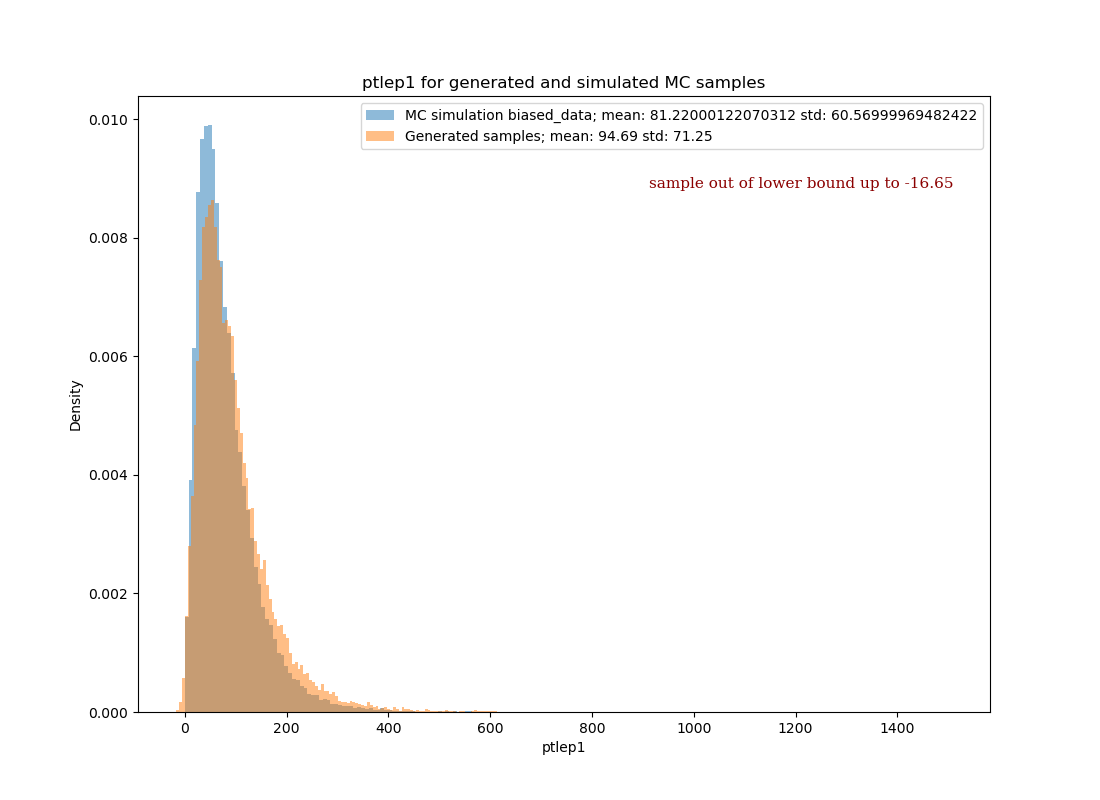 ptlep1 for generated and simulated MC samples
MC simulation biased_data; mean: 81.22000122070312 std: 60.56999969482422
Generated samples; mean: 94.69 std: 71.25
sample out of lower bound up to -16.65
0.010
0.008
0.006
0.004
0.002
0.000
Density
0 200 400 600 800 1000 1200 1400
ptlep1